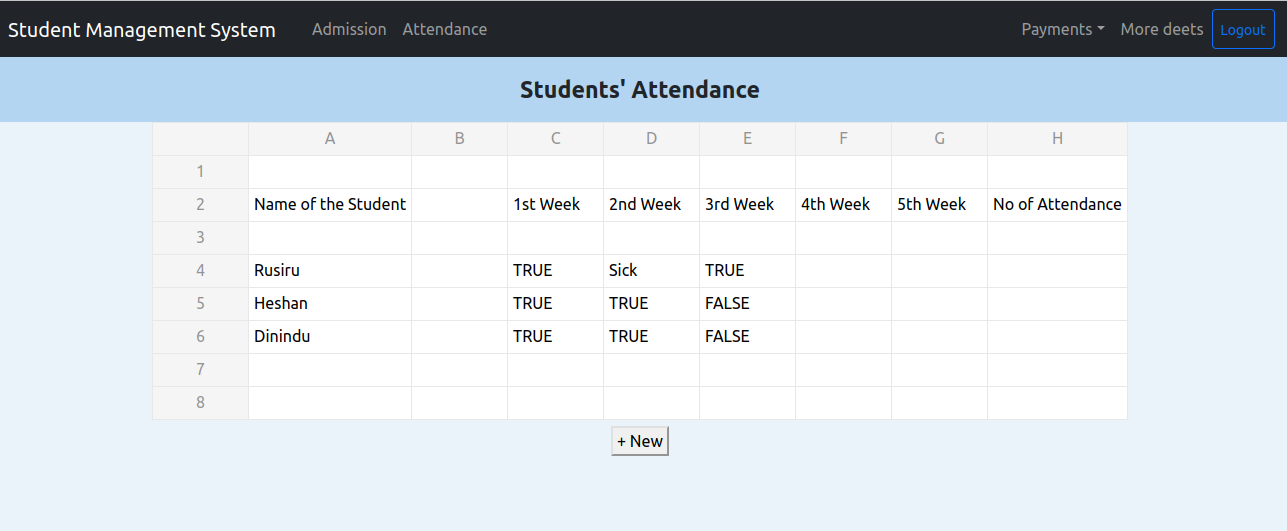 Student Management System Admission Attendance Payments More deets Logout
Students' Attendance
A B C D E F G H
1
2 Name of the Student 1st Week 2nd Week 3rd Week 4th Week 5th Week No of Attendance
3
4 Rusiru TRUE Sick TRUE
5 Heshan TRUE TRUE FALSE
6 Dinindu TRUE TRUE FALSE
7
8
+ New